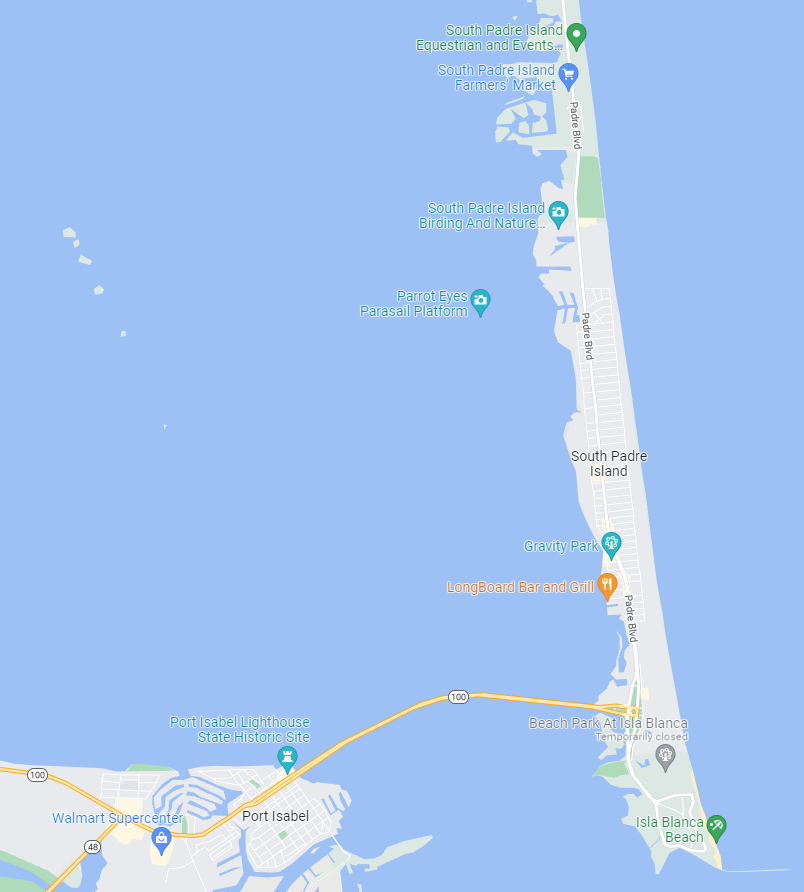 South Padre Island
Equestrian and Events...
South Padre Island
Farmers' Market
Padre Blvd
South Padre Island
Birding And Nature...
Parrot Eyes
Parasail Platform
Padre Blvd
South Padre
Island
Gravity Park
LongBoard Bar and Grill
Padre Blvd
100
Beach Park At Isla Blanca
Temporarily closed
Port Isabel Lighthouse
State Historic Site
100
Walmart Supercenter
Port Isabel
48
Isla Blanca
Beach